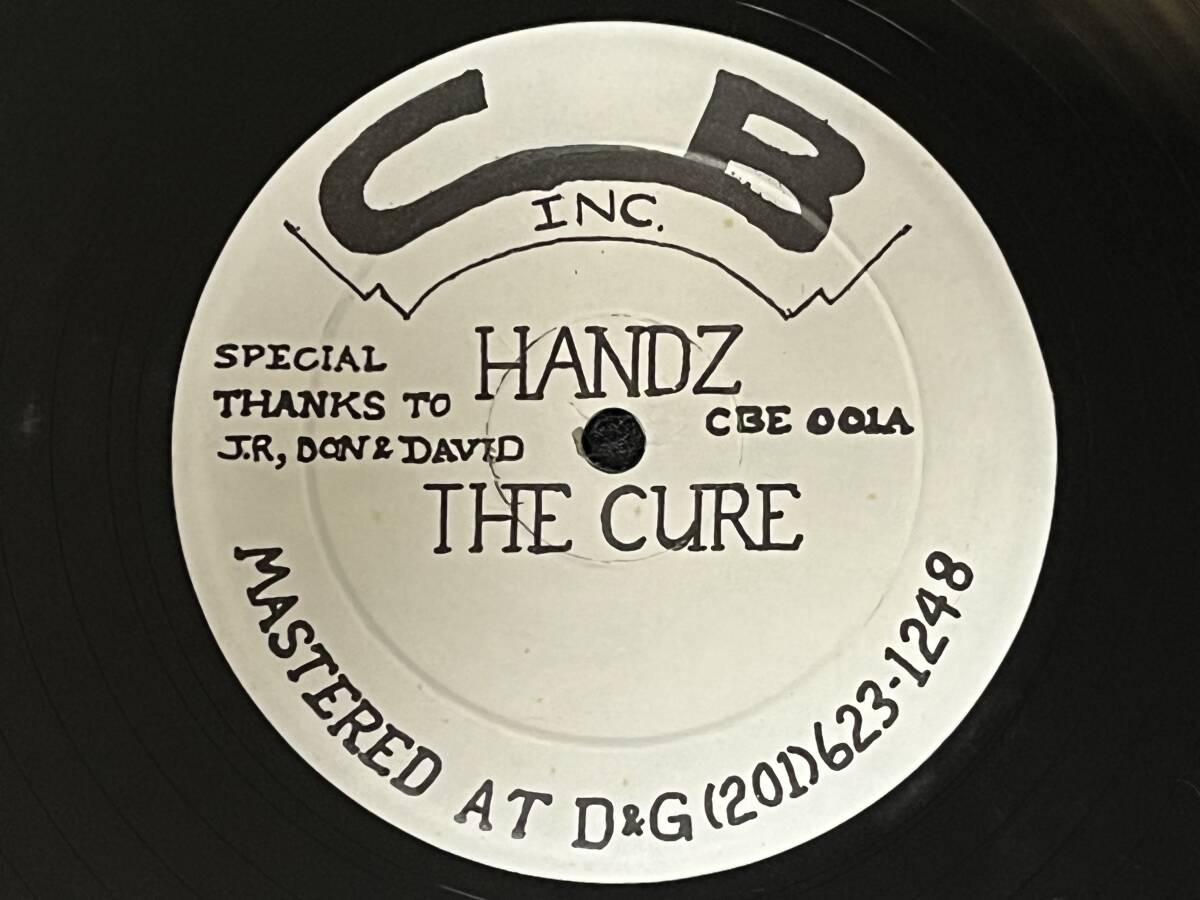 CB
INC.
HANDZ
SPECIAL
THANKS TO
J.R, DON & DAVID
CBE 001A
THE CURE
MASTERED AT D&G (201)623-1248